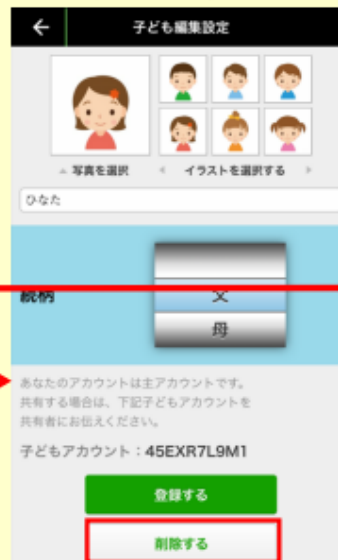 子ども編集設定
写真を選択
イラストを選択する
ひなた
続柄
父
母
あなたのアカウントは主アカウントです。
共有する場合は、下記子どもアカウントを
共有者にお伝えください。
子どもアカウント：45EXR7L9M1
登録する
削除する